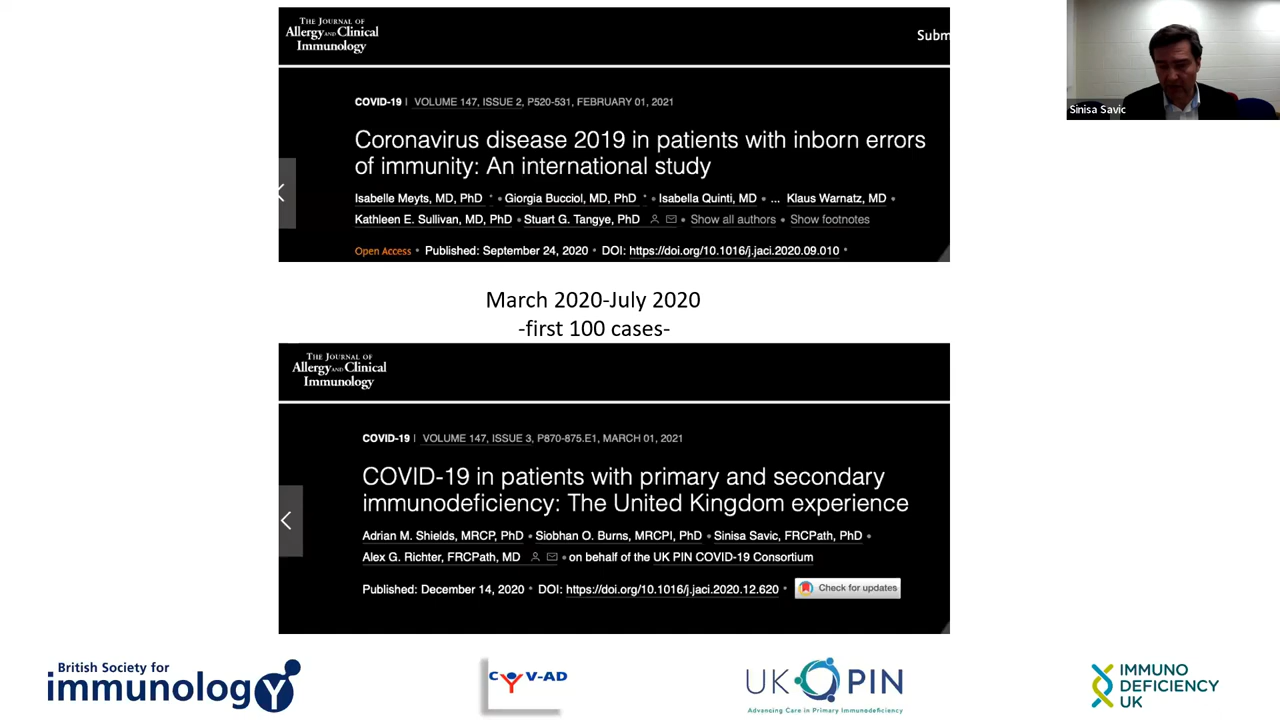 THE JOURNAL OF
Allergy AND Clinical
Immunology
Subm
COVID-19 | VOLUME 147, ISSUE 2, P520-531, FEBRUARY 01, 2021
Coronavirus disease 2019 in patients with inborn errors
of immunity: An international study
Isabelle Meyts, MD, PhD * • Giorgia Bucciol, MD, PhD * • Isabella Quinti, MD • ... Klaus Warnatz, MD •
Kathleen E. Sullivan, MD, PhD • Stuart G. Tangye, PhD • Show all authors • Show footnotes
Open Access • Published: September 24, 2020 • DOI: https://doi.org/10.1016/j.jaci.2020.09.010 •
Sinisa Savic
March 2020-July 2020
-first 100 cases-
THE JOURNAL OF
Allergy AND Clinical
Immunology
COVID-19 | VOLUME 147, ISSUE 3, P870-875.E1, MARCH 01, 2021
COVID-19 in patients with primary and secondary
immunodeficiency: The United Kingdom experience
Adrian M. Shields, MRCP, PhD • Siobhan O. Burns, MRCPI, PhD • Sinisa Savic, FRCPath, PhD •
Alex G. Richter, FRCPath, MD • on behalf of the UK PIN COVID-19 Consortium
Published: December 14, 2020 • DOI: https://doi.org/10.1016/j.jaci.2020.12.620 • Check for updates
British Society for
immunology
COV-AD
UK PIN
Advancing Care in Primary Immunodeficiency
IMMUNO
DEFICIENCY
UK